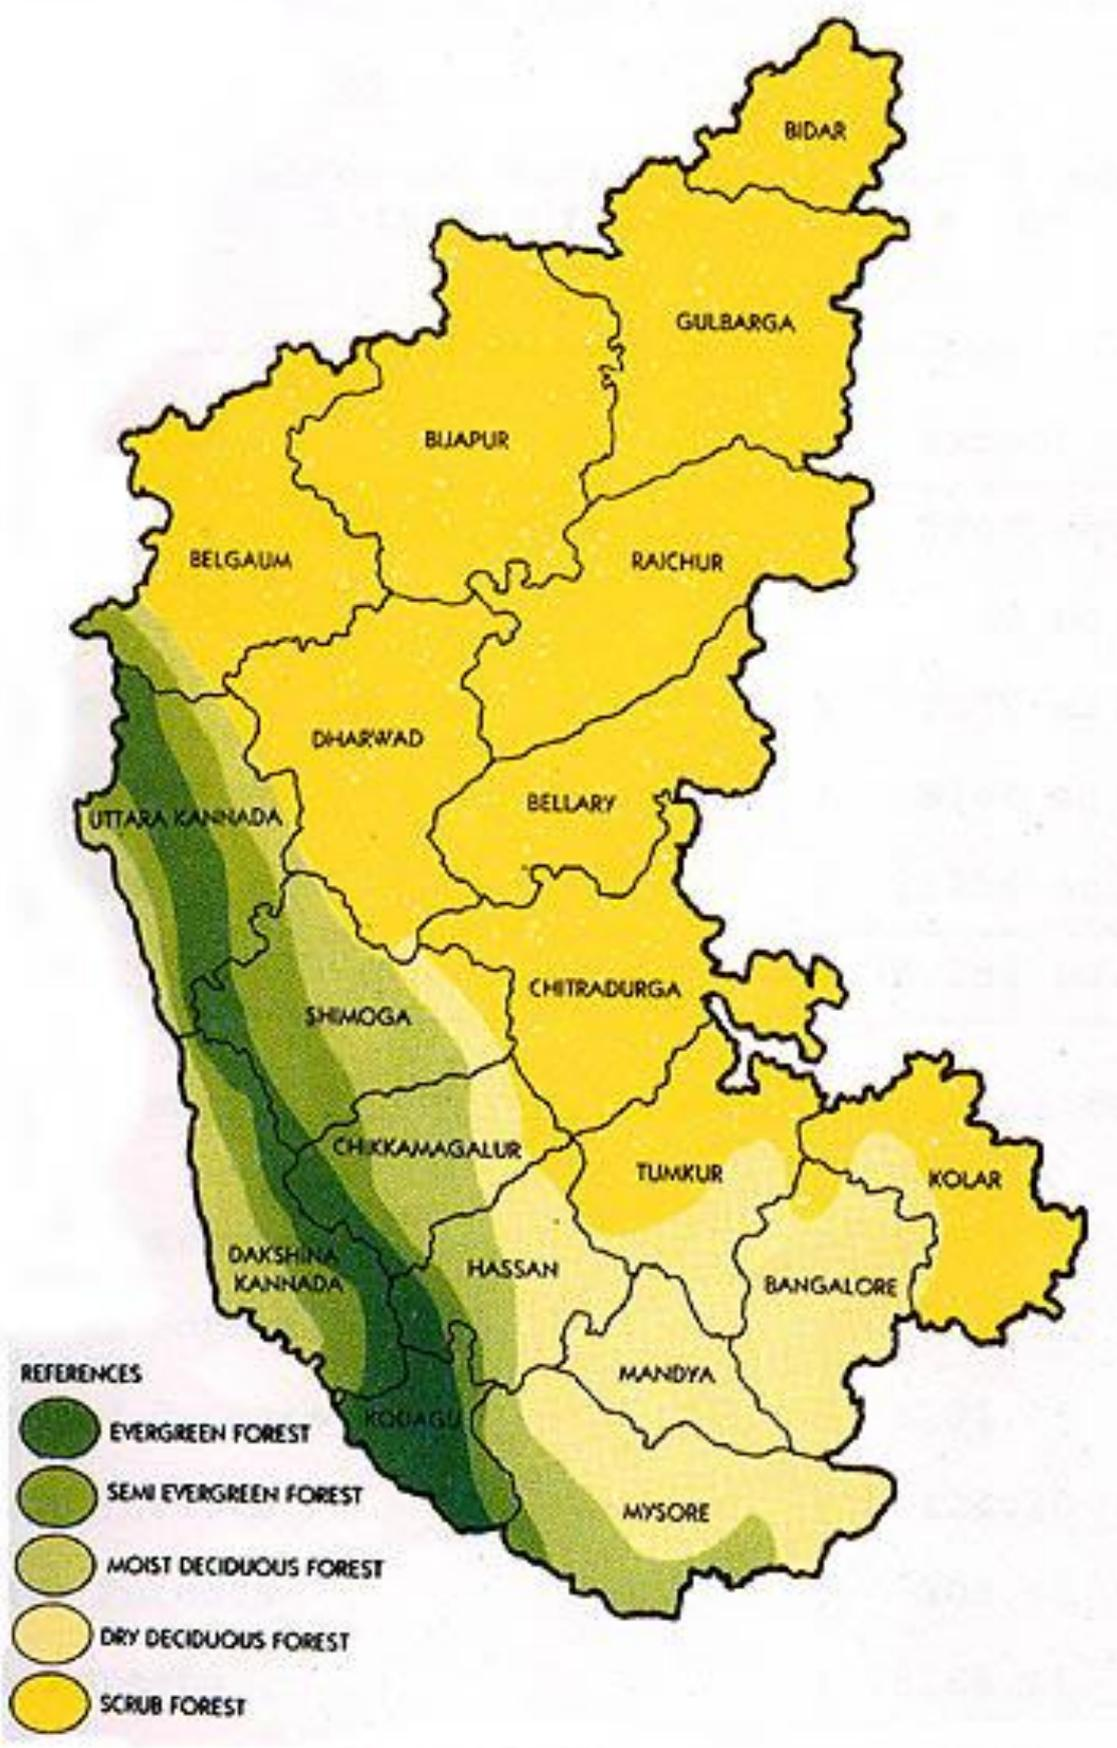 BIDAR
GULBARGA
BIJAPUR
BELGAUM
RAICHUR
DHARWAD
BELLARY
UTTARA KANNADA
CHITRADURGA
SHIMOGA
CHIKKAMAGALUR
TUMKUR
KOLAR
DAKSHINA
KANNADA
HASSAN
BANGALORE
MANDYA
KODAGU
MYSORE
REFERENCES
EVERGREEN FOREST
SEMI EVERGREEN FOREST
MOIST DECIDUOUS FOREST
DRY DECIDUOUS FOREST
SCRUB FOREST